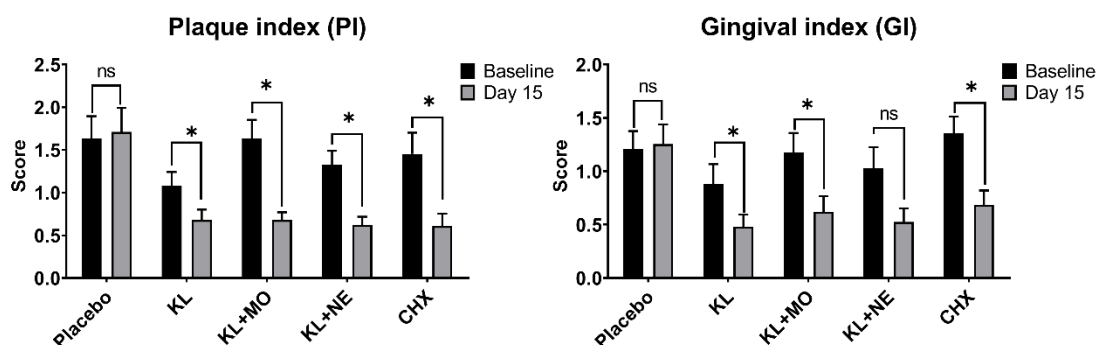 Plaque index (PI)
Baseline
Day 15
Score
2.5
2.0
1.5
1.0
0.5
0.0
ns
*
*
*
*
Placebo
KL
KL+MO
KL+NE
CHX
Gingival index (GI)
Baseline
Day 15
Score
2.0
1.5
1.0
0.5
0.0
ns
*
*
ns
*
Placebo
KL
KL+MO
KL+NE
CHX